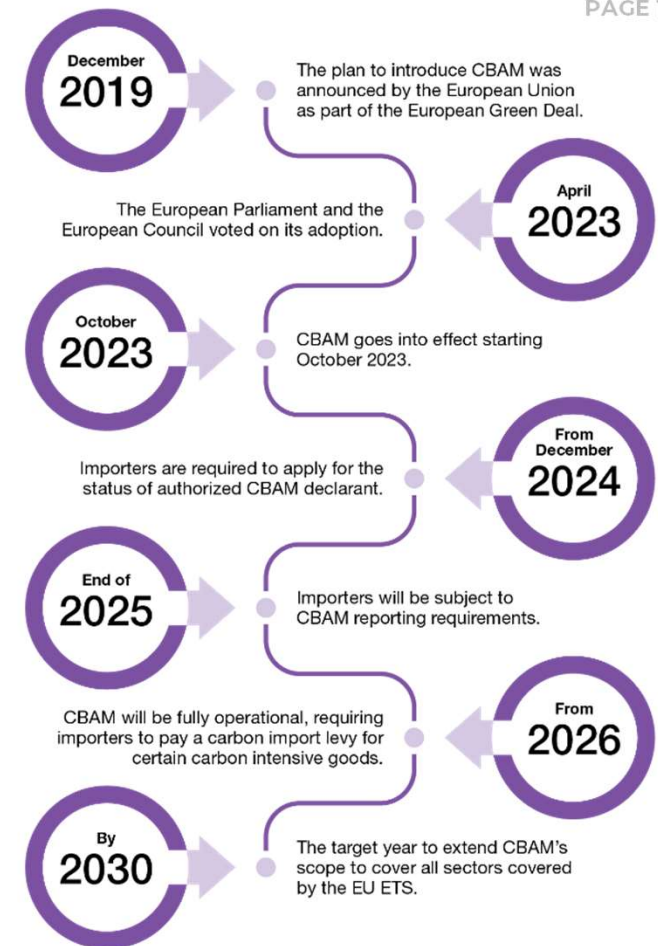 PAGE
December
2019
The plan to introduce CBAM was
announced by the European Union
as part of the European Green Deal.
April
2023
The European Parliament and the
European Council voted on its adoption.
October
2023
CBAM goes into effect starting
October 2023.
From
December
2024
Importers are required to apply for the
status of authorized CBAM declarant.
End of
2025
Importers will be subject to
CBAM reporting requirements.
From
2026
CBAM will be fully operational, requiring
importers to pay a carbon import levy for
certain carbon intensive goods.
By
2030
The target year to extend CBAM's
scope to cover all sectors covered
by the EU ETS.